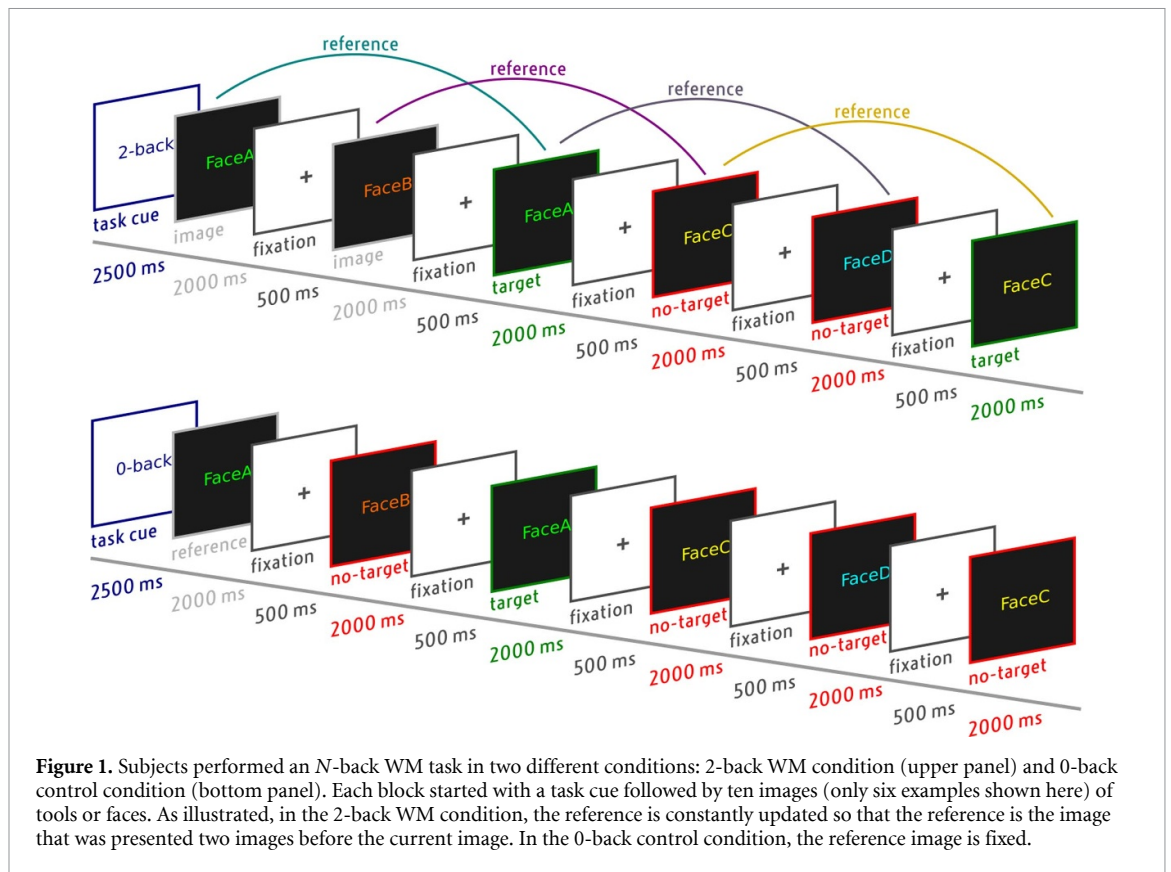 reference
reference
reference
reference
2-back
FaceA
+
FaceB
+
FaceA
+
FaceC
+
FaceD
+
FaceC
task cue
image
fixation
image
fixation
target
fixation
no-target
fixation
no-target
fixation
target
2500 ms
2000 ms
500 ms
2000 ms
500 ms
2000 ms
500 ms
2000 ms
500 ms
2000 ms
500 ms
2000 ms
0-back
FaceA
+
FaceB
+
FaceA
+
FaceC
+
FaceD
+
FaceC
task cue
reference
fixation
no-target
fixation
target
fixation
no-target
fixation
no-target
fixation
no-target
2500 ms
2000 ms
500 ms
2000 ms
500 ms
2000 ms
500 ms
2000 ms
500 ms
2000 ms
500 ms
2000 ms
Figure 1. Subjects performed an N-back WM task in two different conditions: 2-back WM condition (upper panel) and 0-back
control condition (bottom panel). Each block started with a task cue followed by ten images (only six examples shown here) of
tools or faces. As illustrated, in the 2-back WM condition, the reference is constantly updated so that the reference is the image
that was presented two images before the current image. In the 0-back control condition, the reference image is fixed.